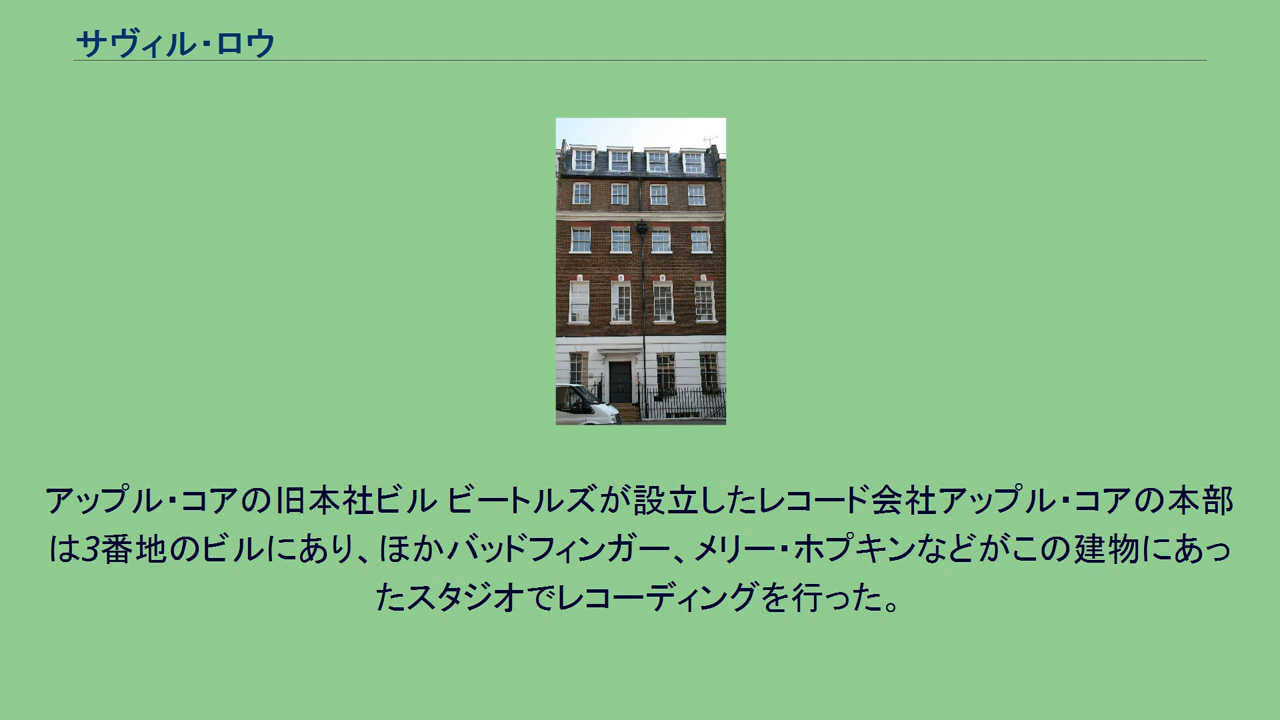 サヴィル・ロウ
アップル・コアの旧本社ビル ビートルズが設立したレコード会社アップル・コアの本部
は3番地のビルにあり、ほかバッドフィンガー、メリー・ホプキンなどがこの建物にあっ
たスタジオでレコーディングを行った。